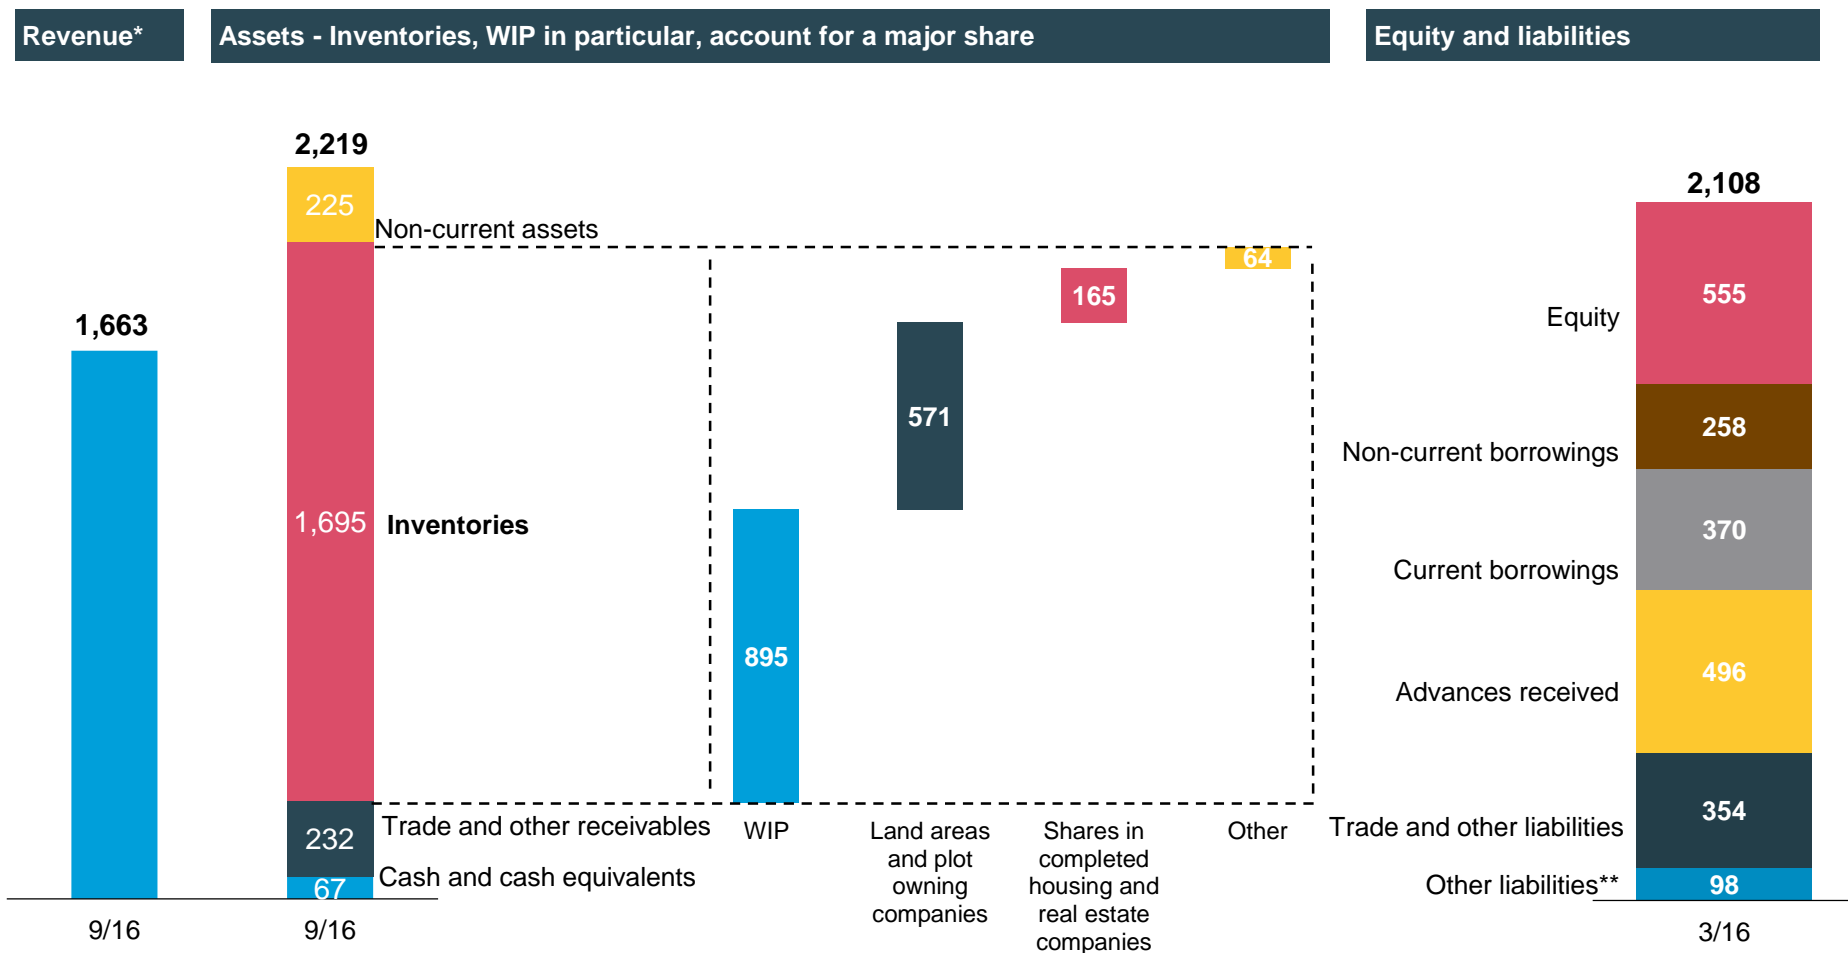 Revenue*
Assets - Inventories, WIP in particular, account for a major share
Equity and liabilities
1,663
9/16
2,219
225
Non-current assets
1,695
Inventories
232
Trade and other receivables
67
Cash and cash equivalents
9/16
895
WIP
571
Land areas
and plot
owning
companies
165
Shares in
completed
housing and
real estate
companies
64
Other
2,108
555
Equity
258
Non-current borrowings
370
Current borrowings
496
Advances received
354
Trade and other liabilities
98
Other liabilities**
3/16